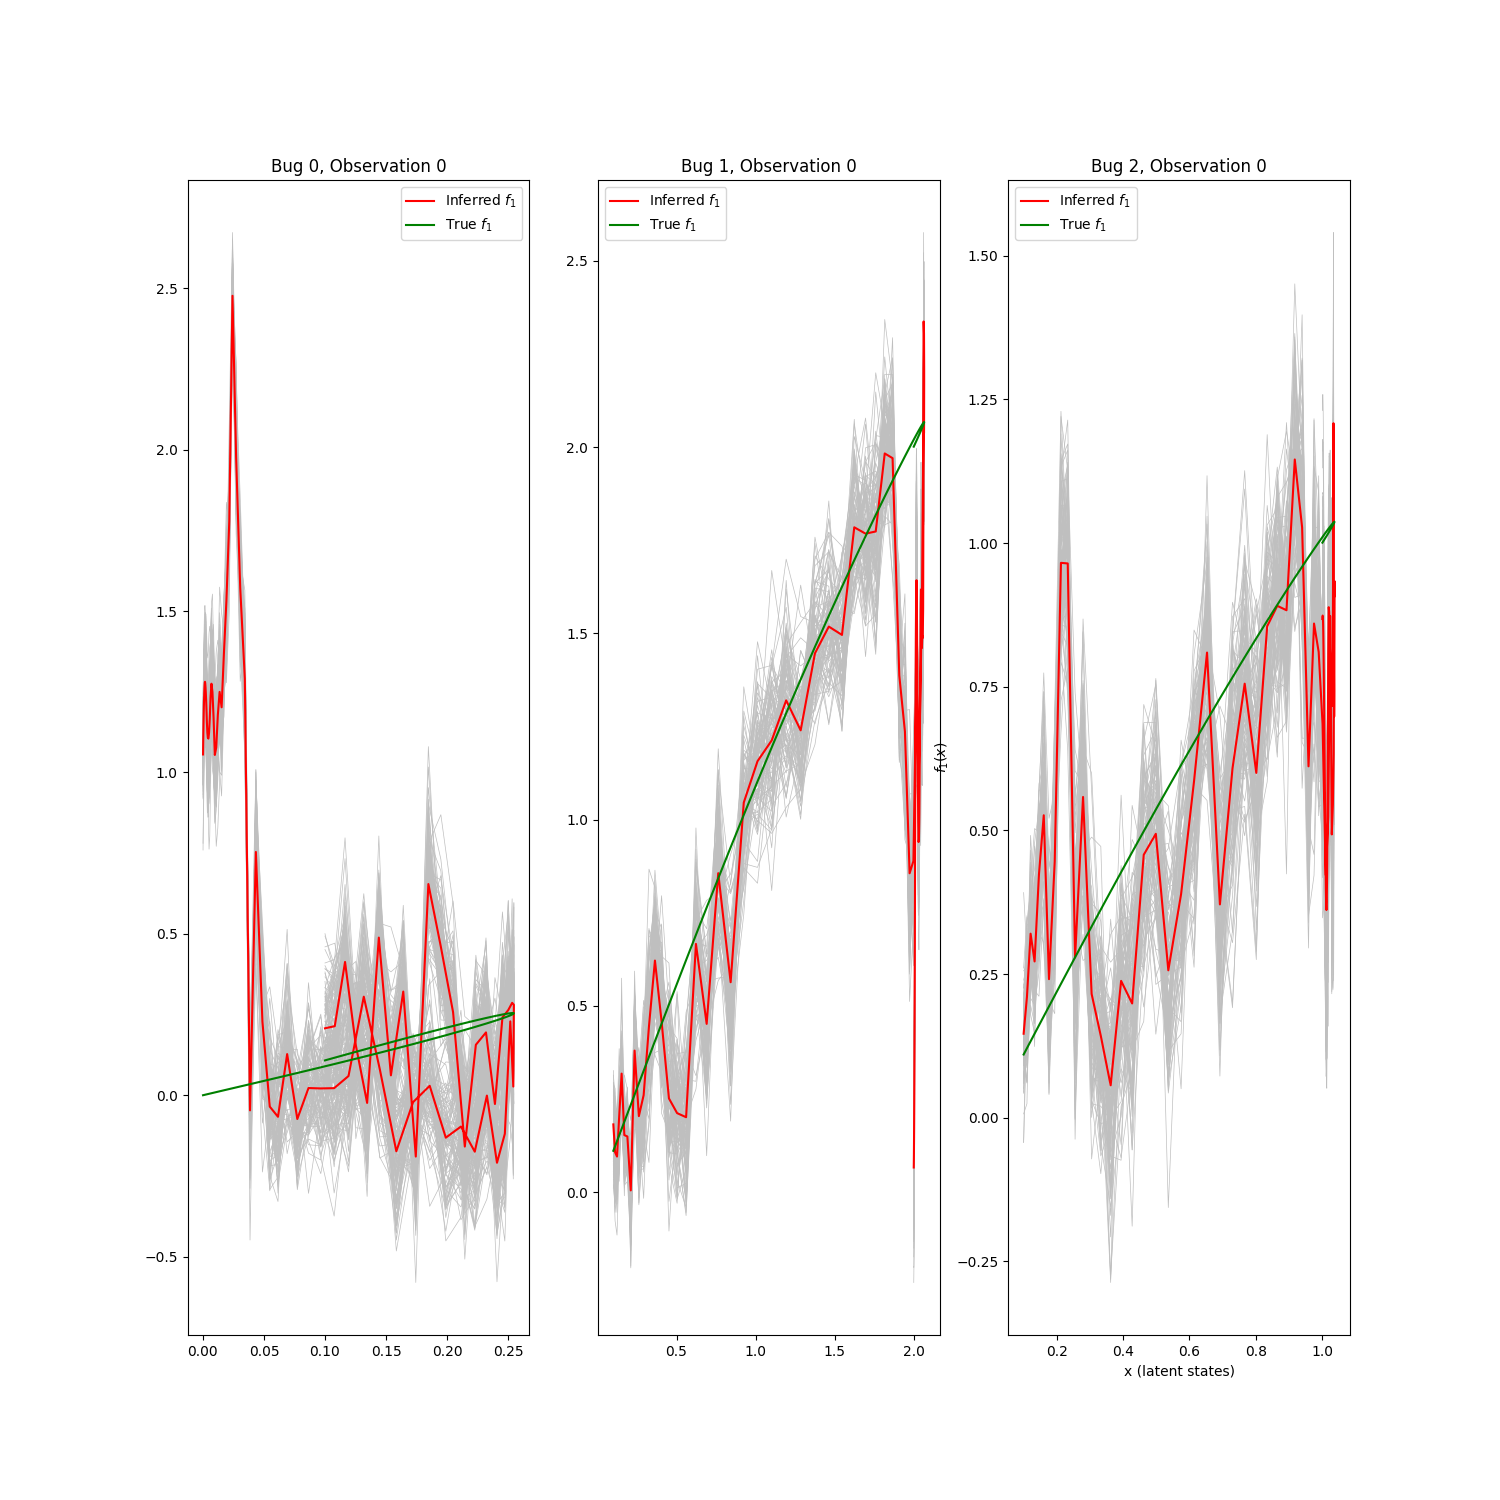 Bug 0, Observation 0
Inferred f₁
True f₁
2.5
2.0
1.5
1.0
0.5
0.0
−0.5
0.00 0.05 0.10 0.15 0.20 0.25
Bug 1, Observation 0
Inferred f₁
True f₁
2.5
2.0
1.5
1.0
0.5
0.0
0.5 1.0 1.5 2.0
Bug 2, Observation 0
Inferred f₁
True f₁
f₁(x)
1.50
1.25
1.00
0.75
0.50
0.25
0.00
−0.25
0.2 0.4 0.6 0.8 1.0
x (latent states)